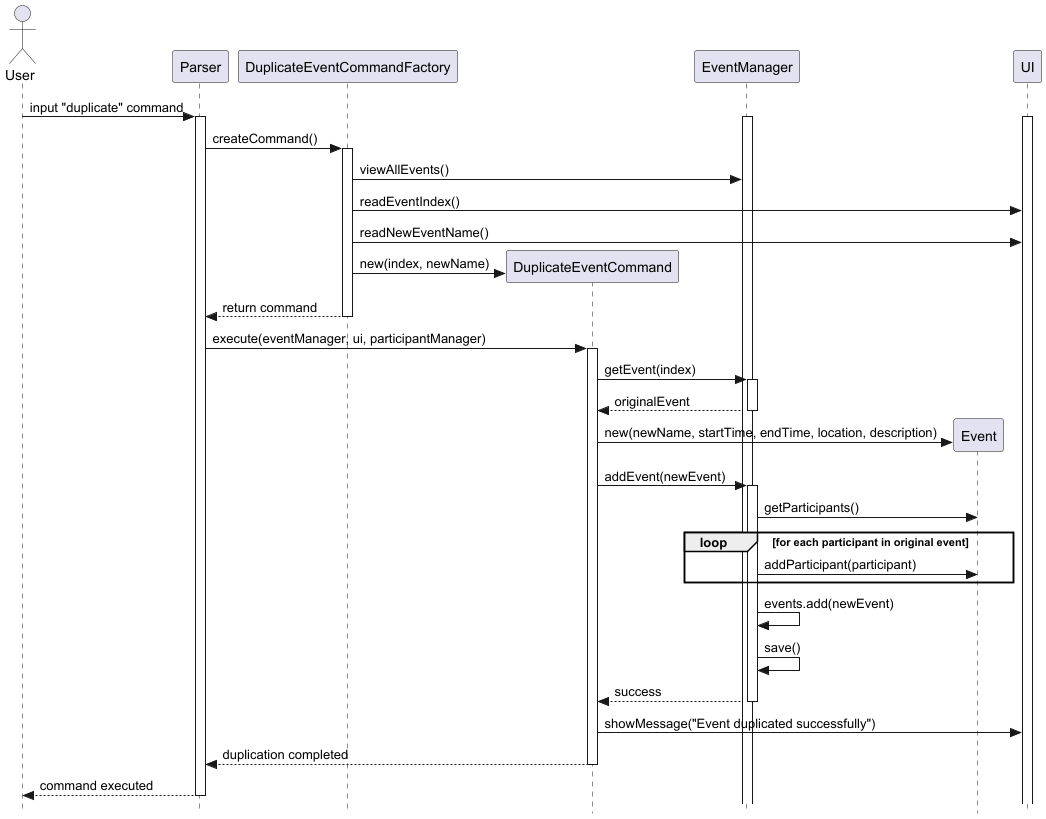 User
Parser
DuplicateEventCommandFactory
EventManager
UI
input "duplicate" command
createCommand()
viewAllEvents()
readEventIndex()
readNewEventName()
new(index, newName)
DuplicateEventCommand
return command
execute(eventManager, ui, participantManager)
getEvent(index)
originalEvent
new(newName, startTime, endTime, location, description)
Event
addEvent(newEvent)
getParticipants()
loop
[for each participant in original event]
addParticipant(participant)
events.add(newEvent)
save()
success
showMessage("Event duplicated successfully")
duplication completed
command executed